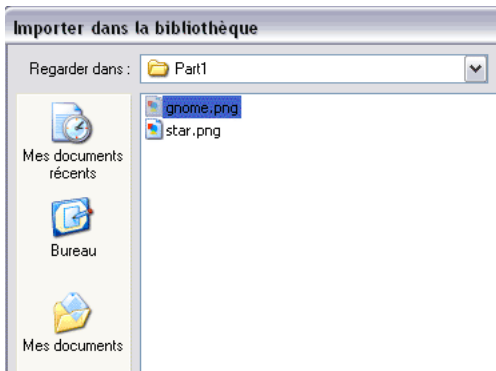 Importer dans la bibliothèque
Regarder dans :
Part1
gnome.png
star.png
Mes documents
récents
Bureau
Mes documents